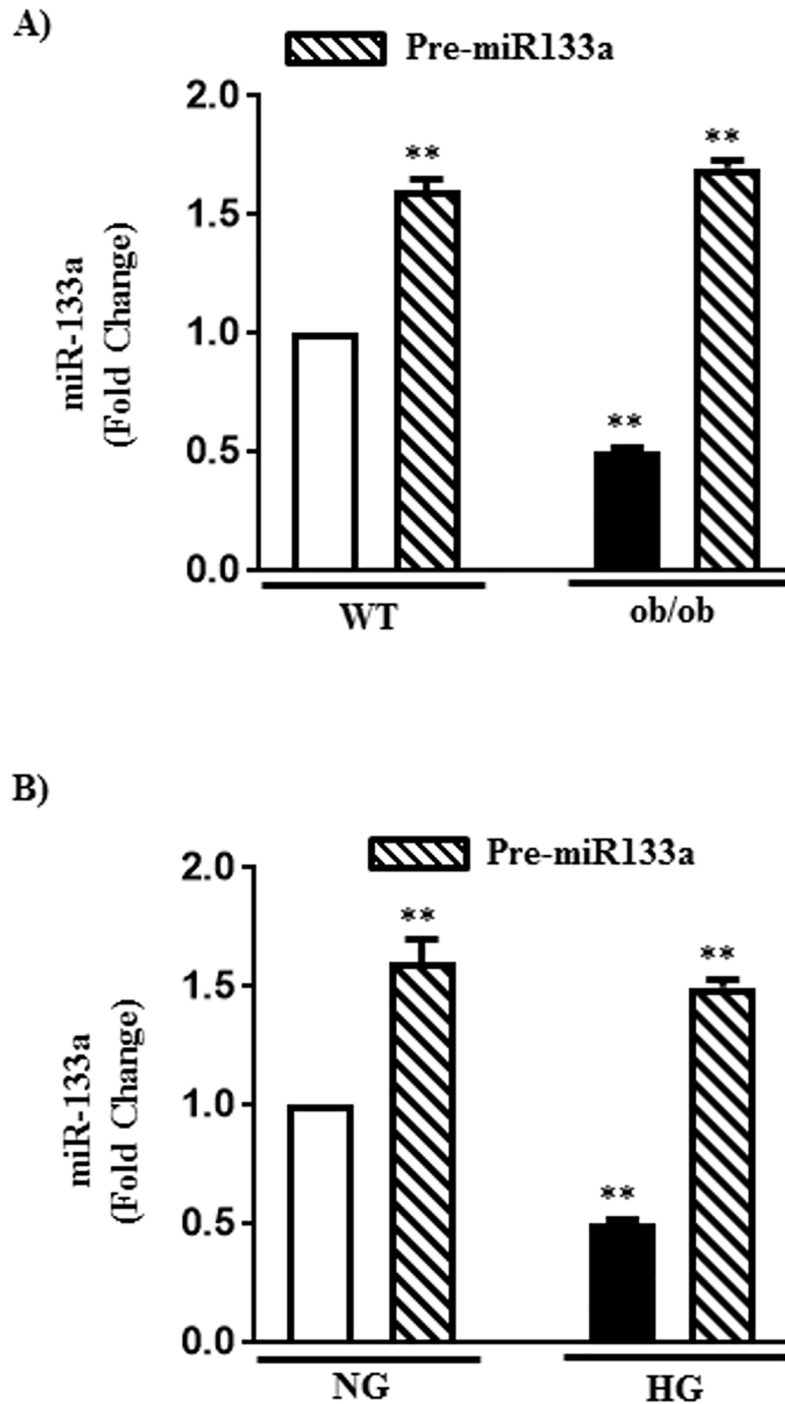 A)
Pre-miR133a
miR-133a
(Fold Change)
2.0
1.5
1.0
0.5
0.0
**
**
**
WT
ob/ob
B)
Pre-miR133a
miR-133a
(Fold Change)
2.0
1.5
1.0
0.5
0.0
**
**
**
NG
HG